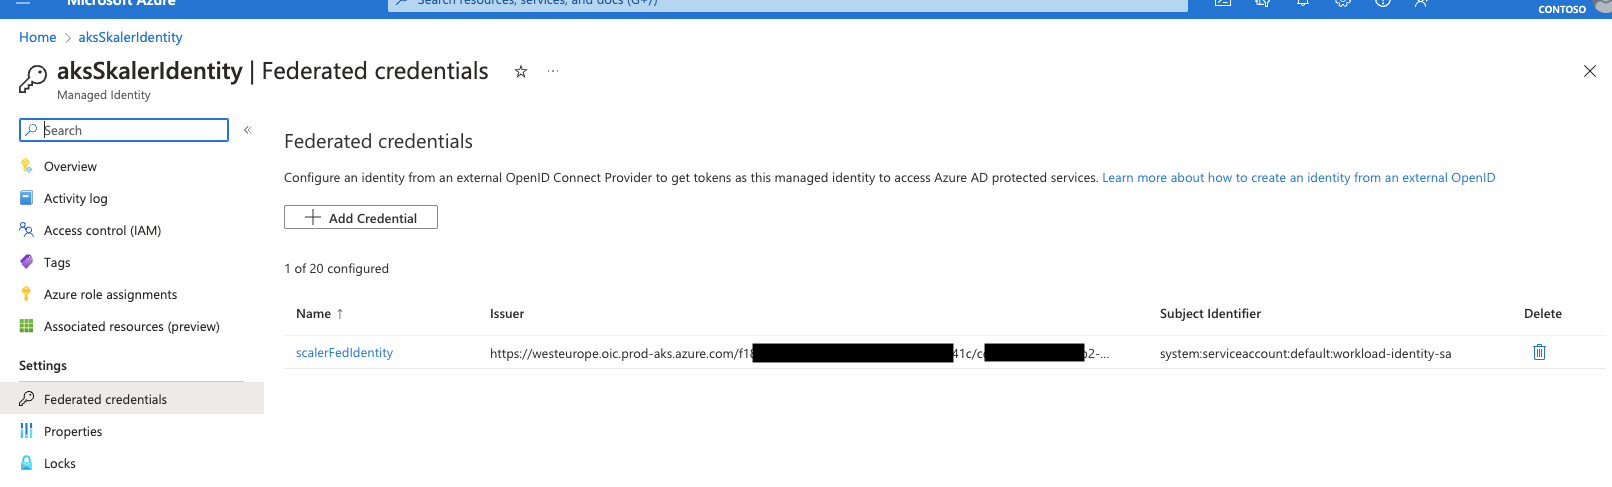 Microsoft Azure
Search resources, services, and docs (G+/)
CONTOSO
Home > aksSkalerIdentity
aksSkalerIdentity | Federated credentials
Managed Identity
Search
Overview
Activity log
Access control (IAM)
Tags
Azure role assignments
Associated resources (preview)
Settings
Federated credentials
Properties
Locks
Federated credentials
Configure an identity from an external OpenID Connect Provider to get tokens as this managed identity to access Azure AD protected services. Learn more about how to create an identity from an external OpenID
Add Credential
1 of 20 configured
Name ↑ Issuer Subject Identifier Delete
scalerFedIdentity https://westeurope.oic.prod-aks.azure.com/f18 41c/c 2-... system:serviceaccount:default:workload-identity-sa